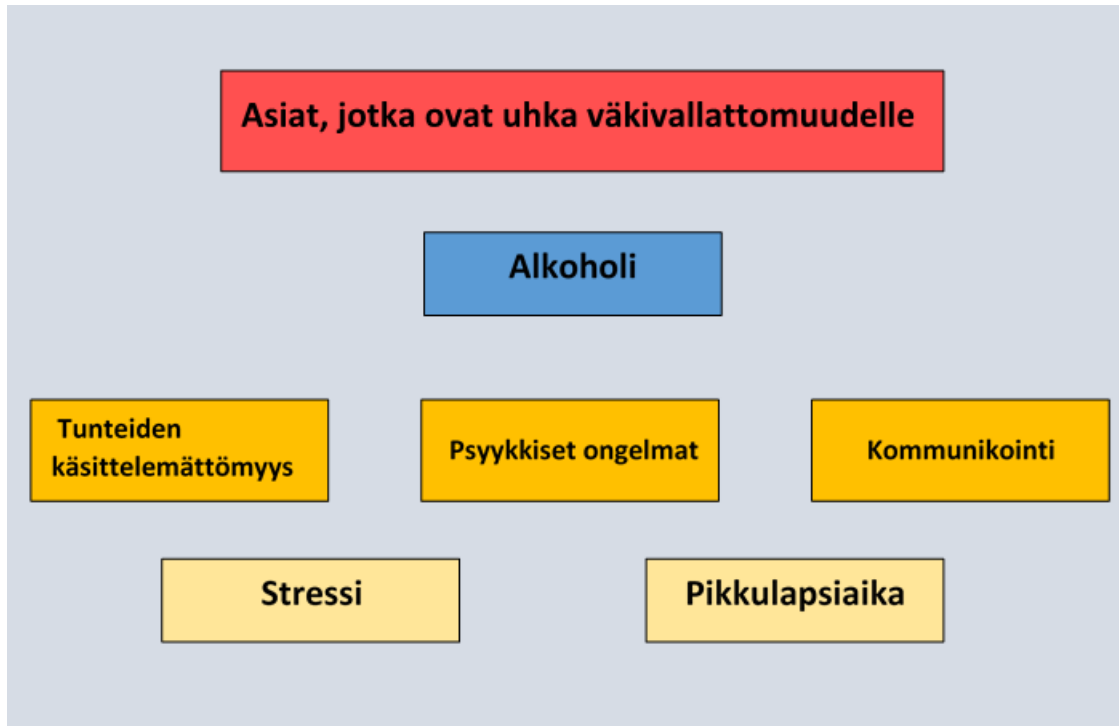 Asiat, jotka ovat uhka väkivallattomuudelle
Alkoholi
Tunteiden
käsittelemättömyys
Psyykkiset ongelmat
Kommunikointi
Stressi
Pikkulapsiaika